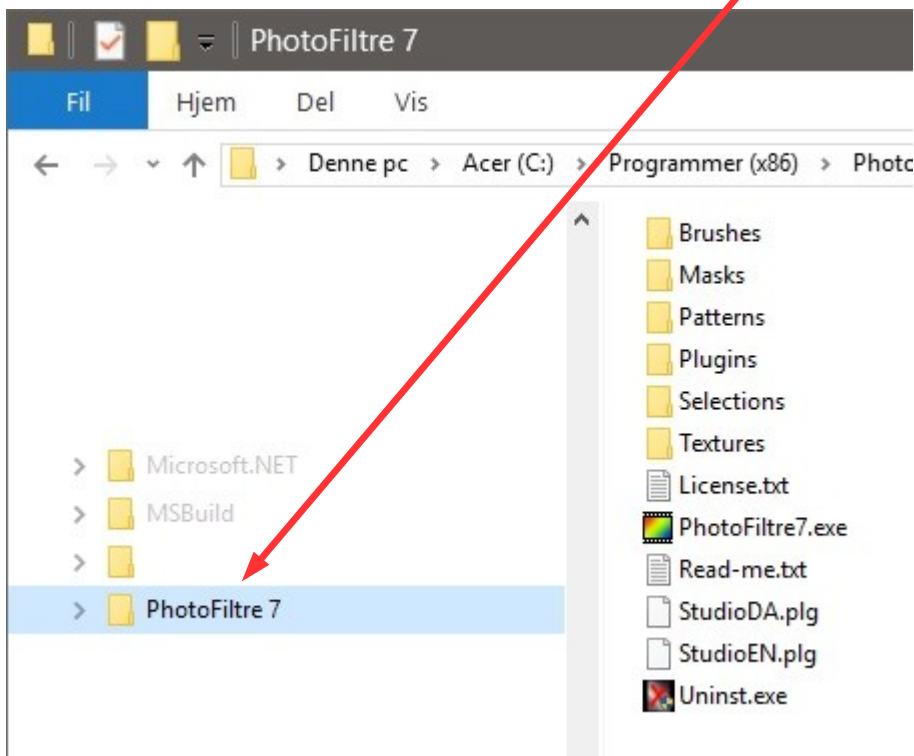 PhotoFiltre 7
Fil Hjem Del Vis
Denne pc Acer (C:) Programmer (x86) Photo
Brushes
Masks
Patterns
Plugins
Selections
Textures
License.txt
PhotoFiltre7.exe
Read-me.txt
StudioDA.plg
StudioEN.plg
Uninst.exe
Microsoft.NET
MSBuild
PhotoFiltre 7